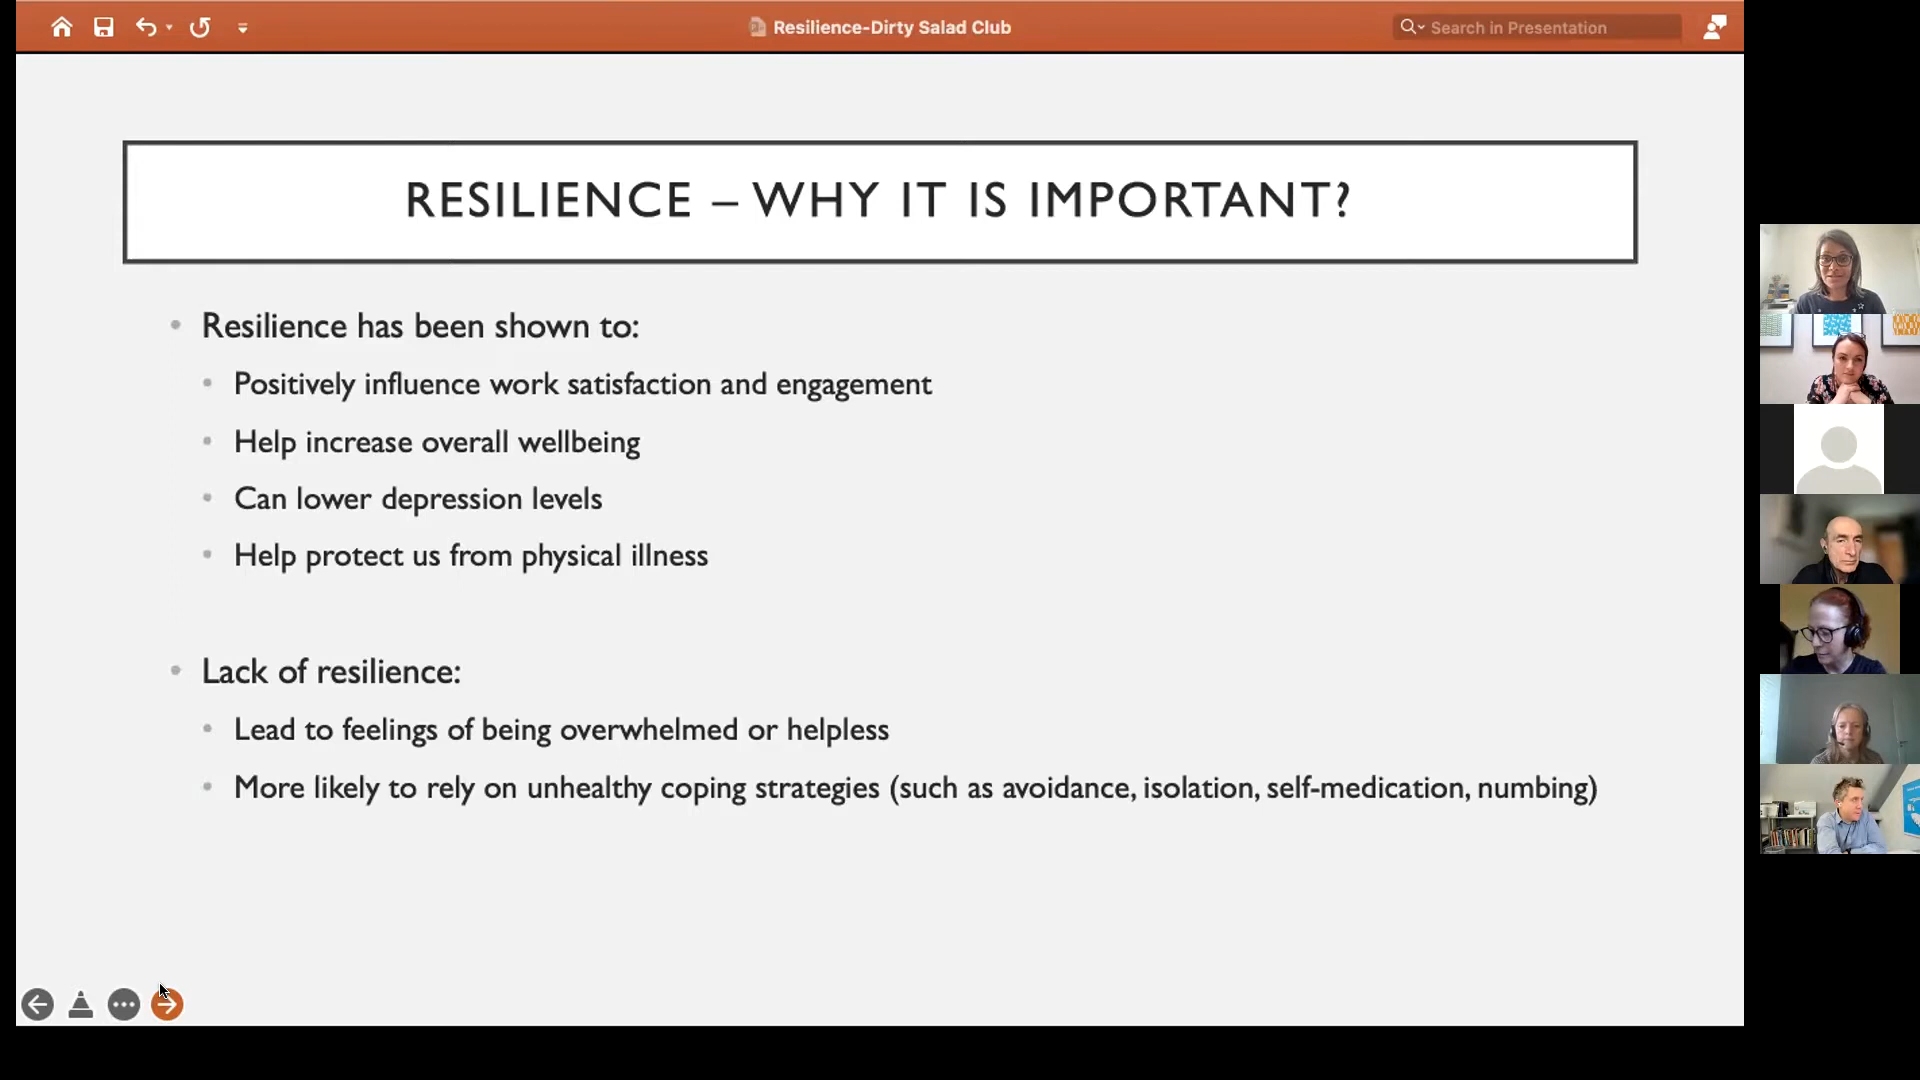 Resilience-Dirty Salad Club
Search in Presentation
RESILIENCE – WHY IT IS IMPORTANT?
Resilience has been shown to:
Positively influence work satisfaction and engagement
Help increase overall wellbeing
Can lower depression levels
Help protect us from physical illness
Lack of resilience:
Lead to feelings of being overwhelmed or helpless
More likely to rely on unhealthy coping strategies (such as avoidance, isolation, self-medication, numbing)